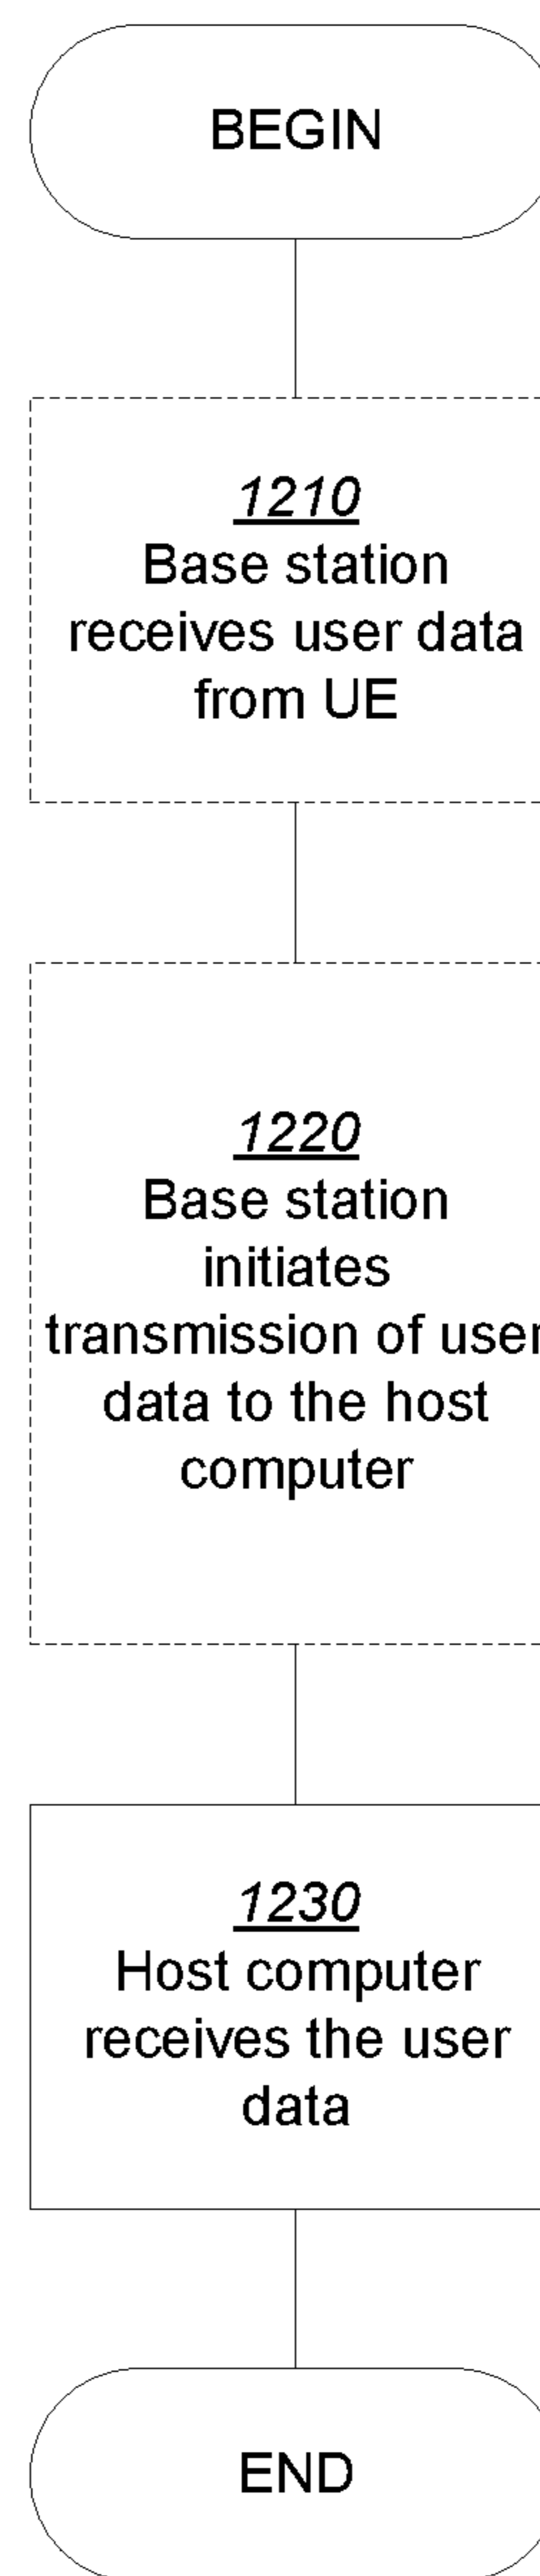 BEGIN
1210
Base station
receives user data
from UE
1220
Base station
initiates
transmission of user
data to the host
computer
1230
Host computer
receives the user
data
END